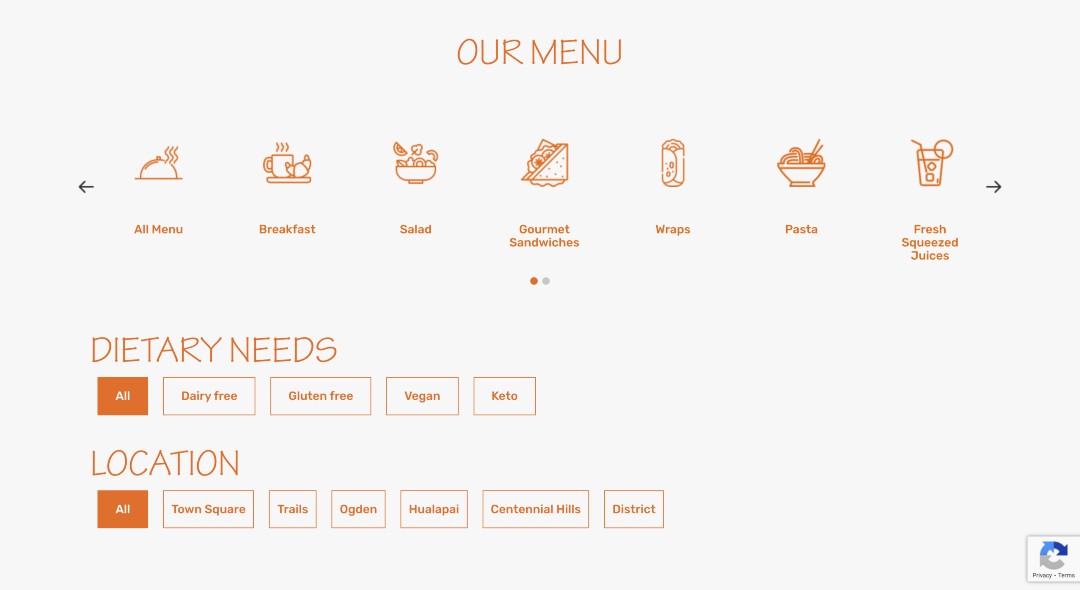 OUR MENU
All Menu
Breakfast
Salad
Gourmet
Sandwiches
Wraps
Pasta
Fresh
Squeezed
Juices
DIETARY NEEDS
All
Dairy free
Gluten free
Vegan
Keto
LOCATION
All
Town Square
Trails
Ogden
Hualapai
Centennial Hills
District
Privacy - Terms